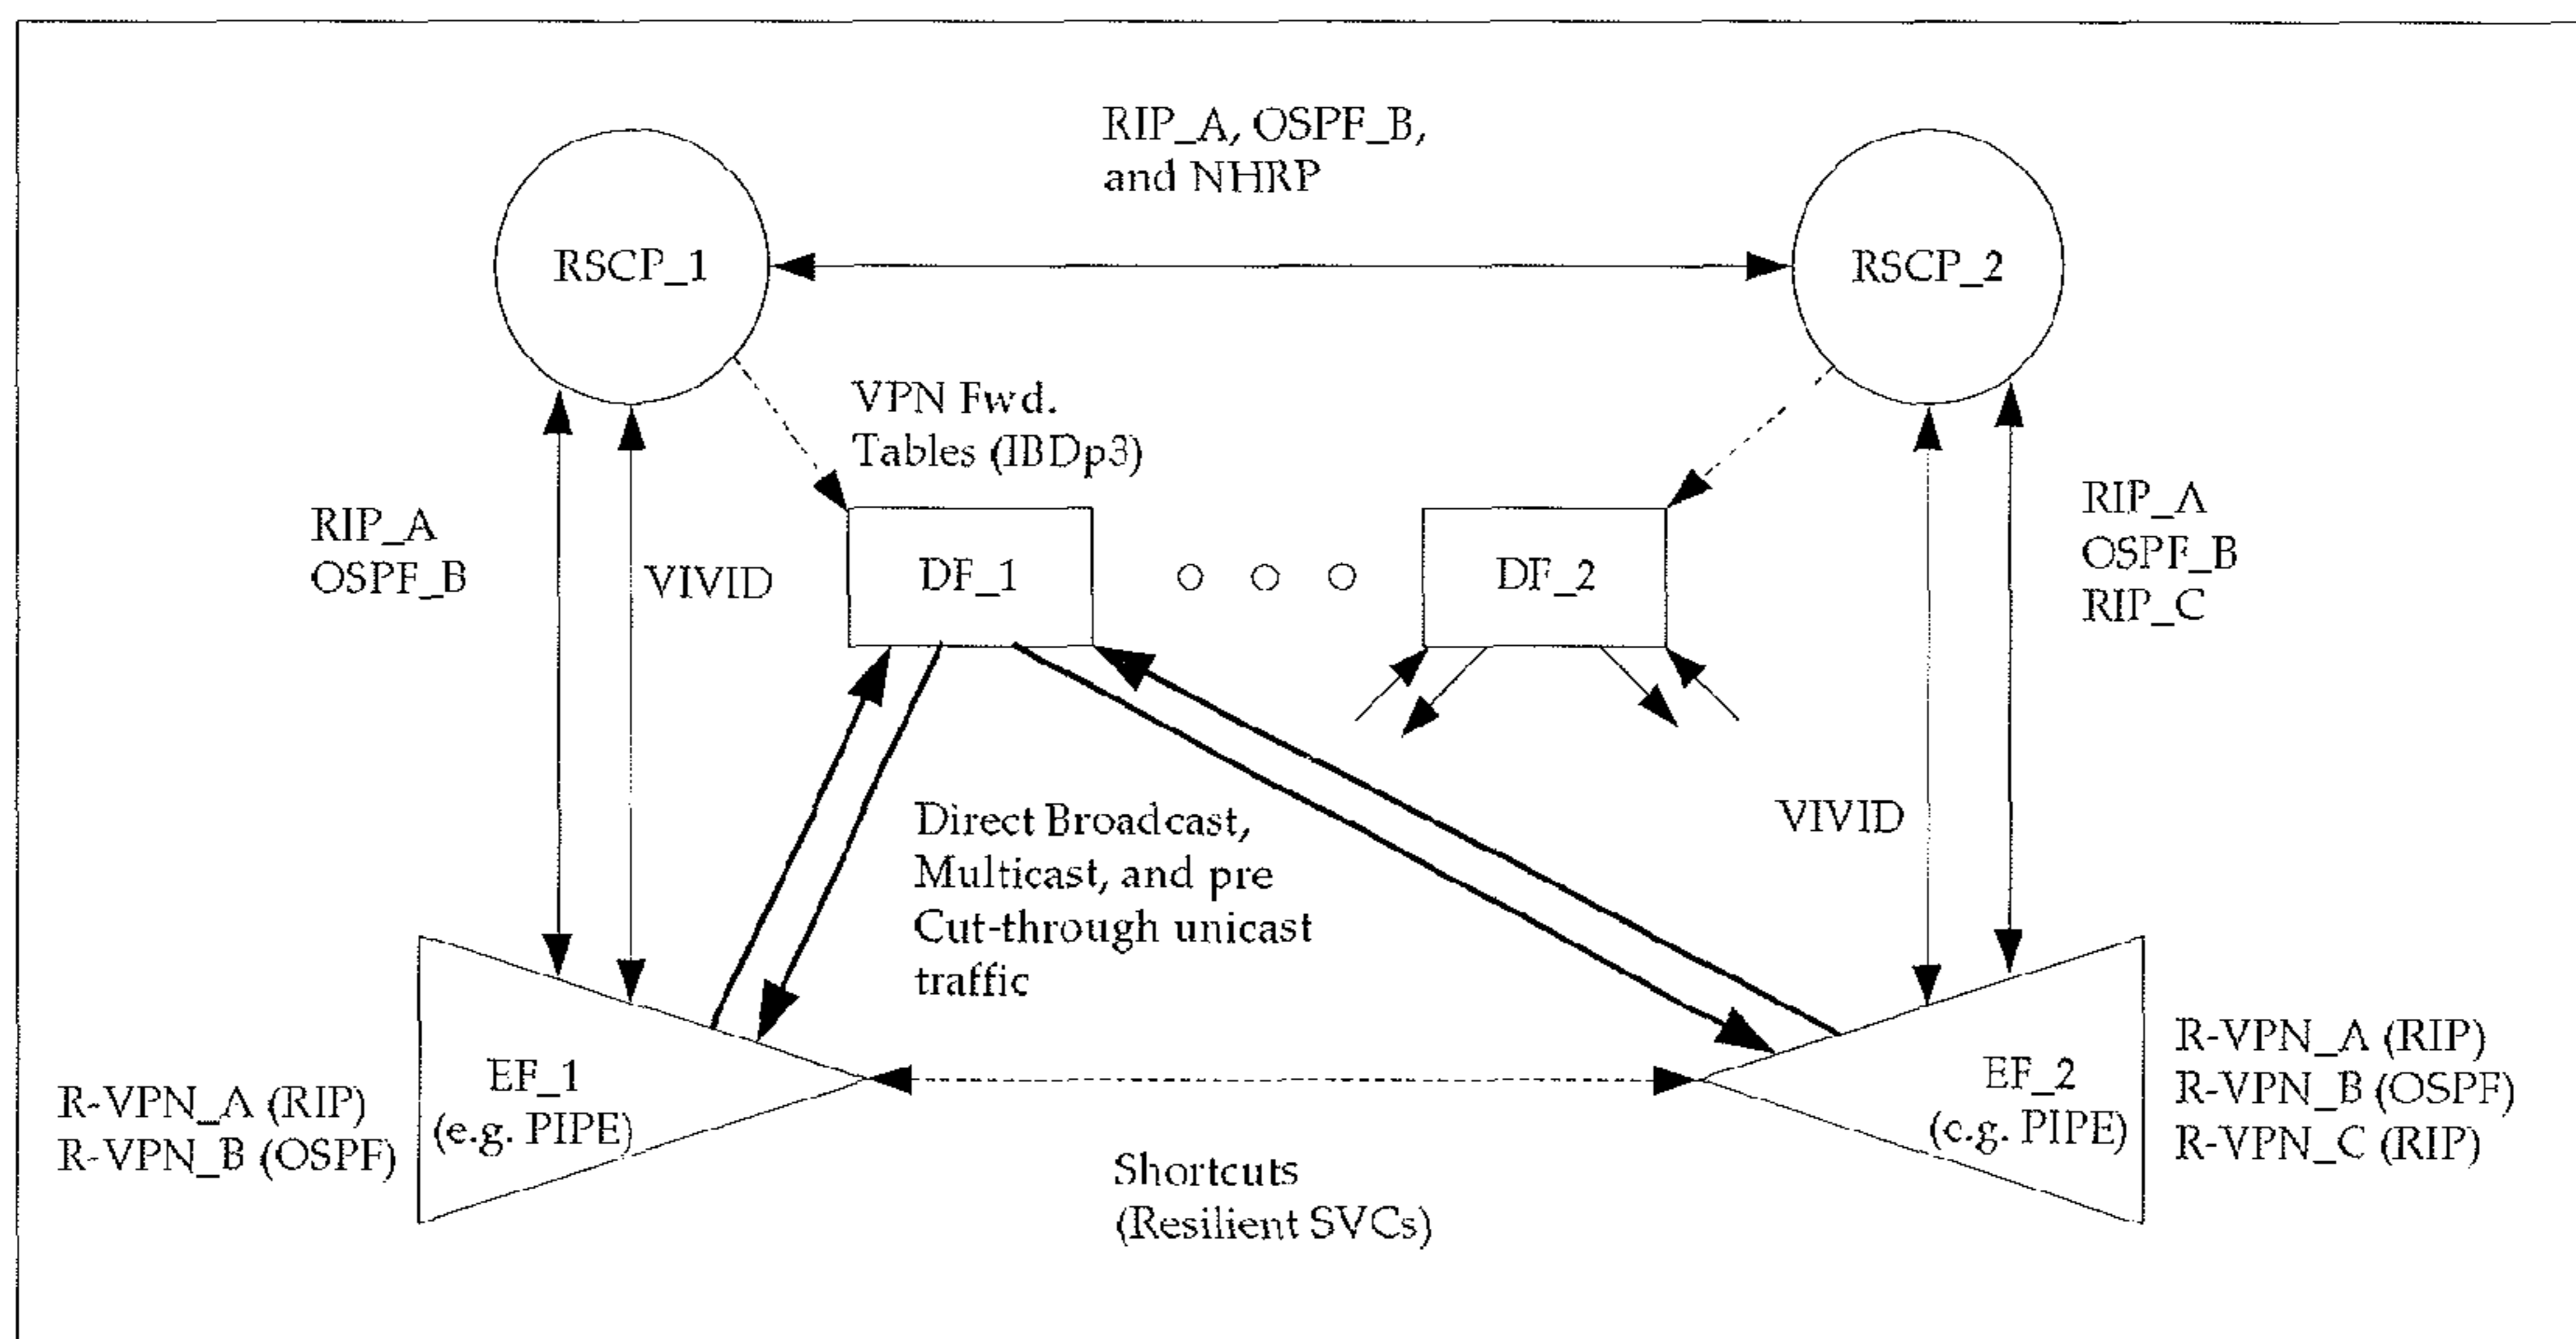 RIP_A, OSPF_B,
and NHRP
RSCP_1
RSCP_2
VPN Fwd.
Tables (IBDp3)
RIP_A
OSPF_B
VIVID
DF_1
DF_2
RIP_A
OSPF_B
RIP_C
VIVID
Direct Broadcast,
Multicast, and pre
Cut-through unicast
traffic
EF_1
(e.g. PIPE)
R-VPN_A (RIP)
R-VPN_B (OSPF)
EF_2
(e.g. PIPE)
R-VPN_A (RIP)
R-VPN_B (OSPF)
R-VPN_C (RIP)
Shortcuts
(Resilient SVCs)